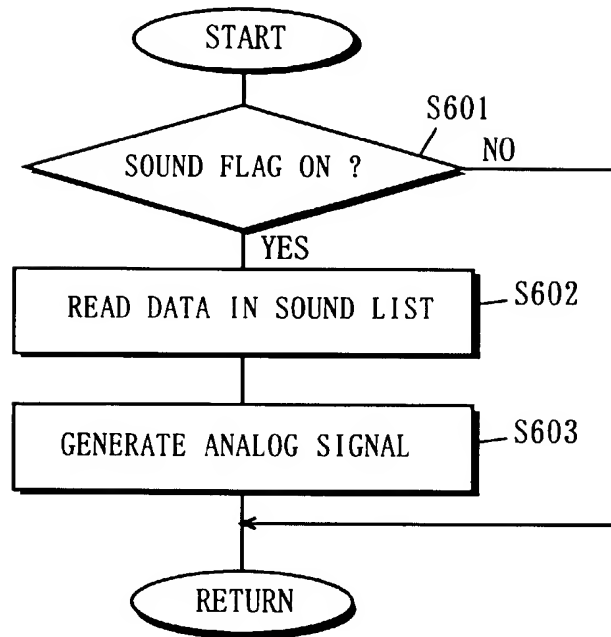 START
S601
SOUND FLAG ON ?
NO
YES
READ DATA IN SOUND LIST
S602
GENERATE ANALOG SIGNAL
S603
RETURN